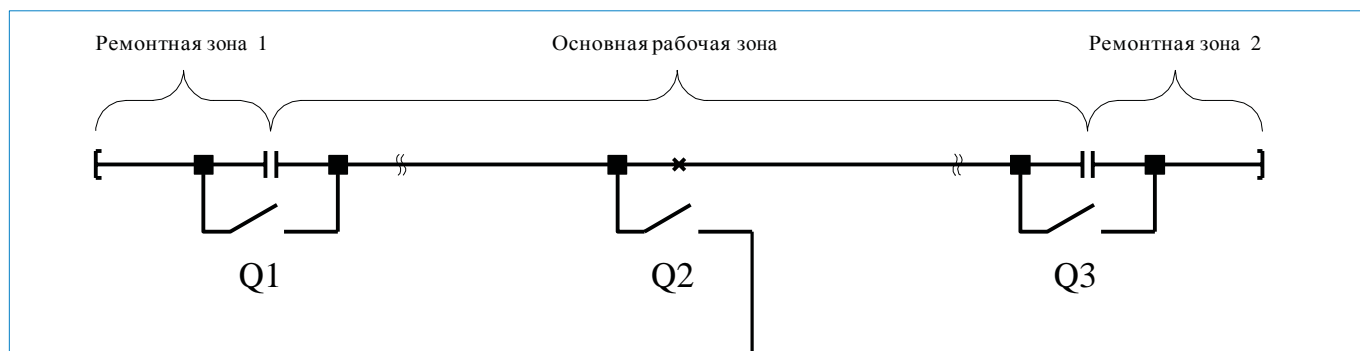 Ремонтная зона 1
Основная рабочая зона
Ремонтная зона 2
Q1
Q2
Q3